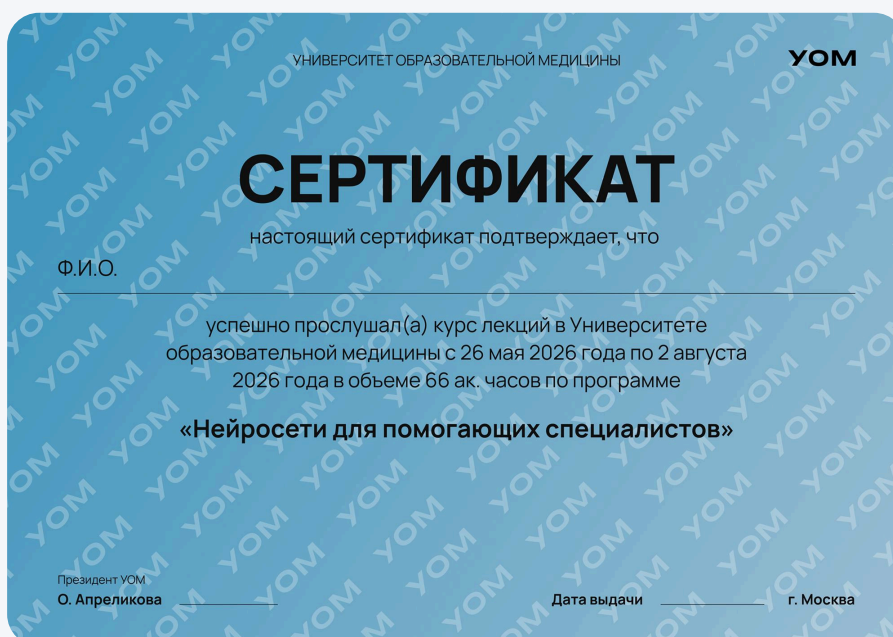 УНИВЕРСИТЕТ ОБРАЗОВАТЕЛЬНОЙ МЕДИЦИНЫ
УОМ
СЕРТИФИКАТ
настоящий сертификат подтверждает, что
Ф.И.О.
успешно прослушал(а) курс лекций в Университете
образовательной медицины с 26 мая 2026 года по 2 августа
2026 года в объеме 66 ак. часов по программе
«Нейросети для помогающих специалистов»
Президент УОМ
О. Апреликова
Дата выдачи
г. Москва